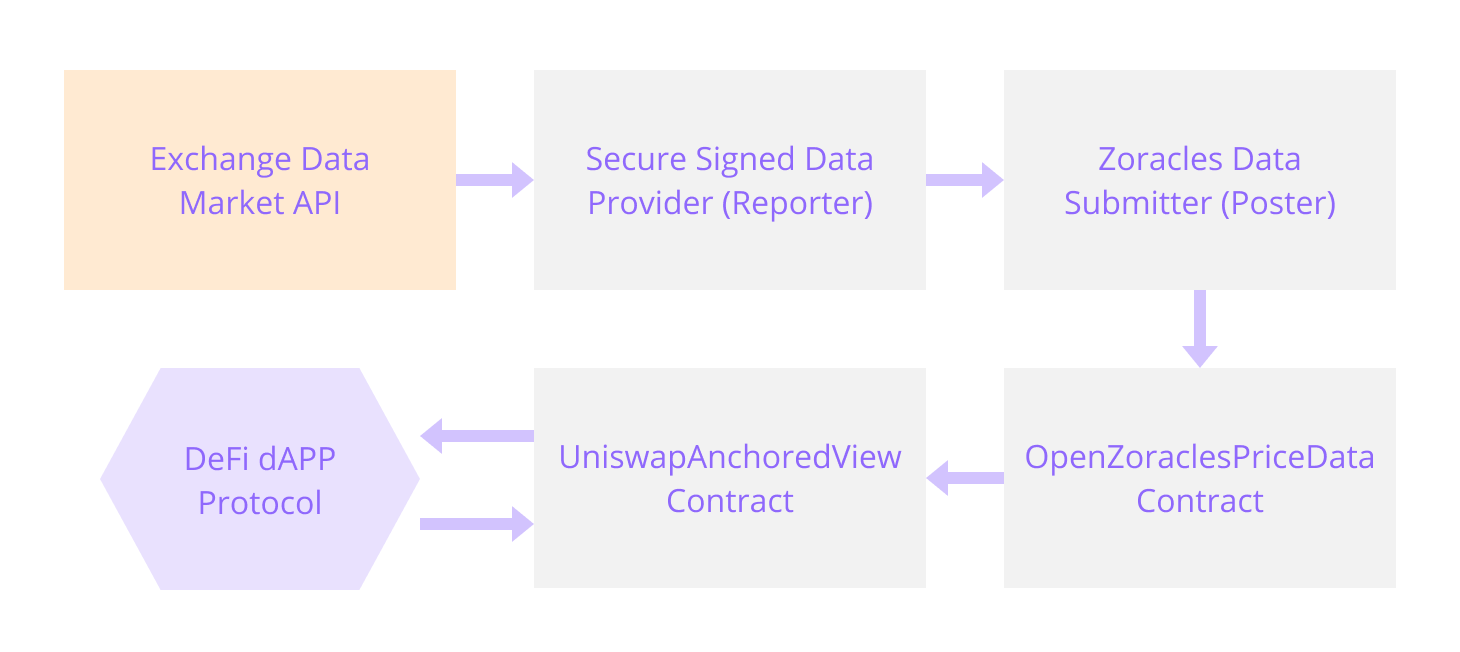 Exchange Data
Market API
Secure Signed Data
Provider (Reporter)
Zoracles Data
Submitter (Poster)
DeFi dAPP
Protocol
UniswapAnchoredView
Contract
OpenZoraclesPriceData
Contract